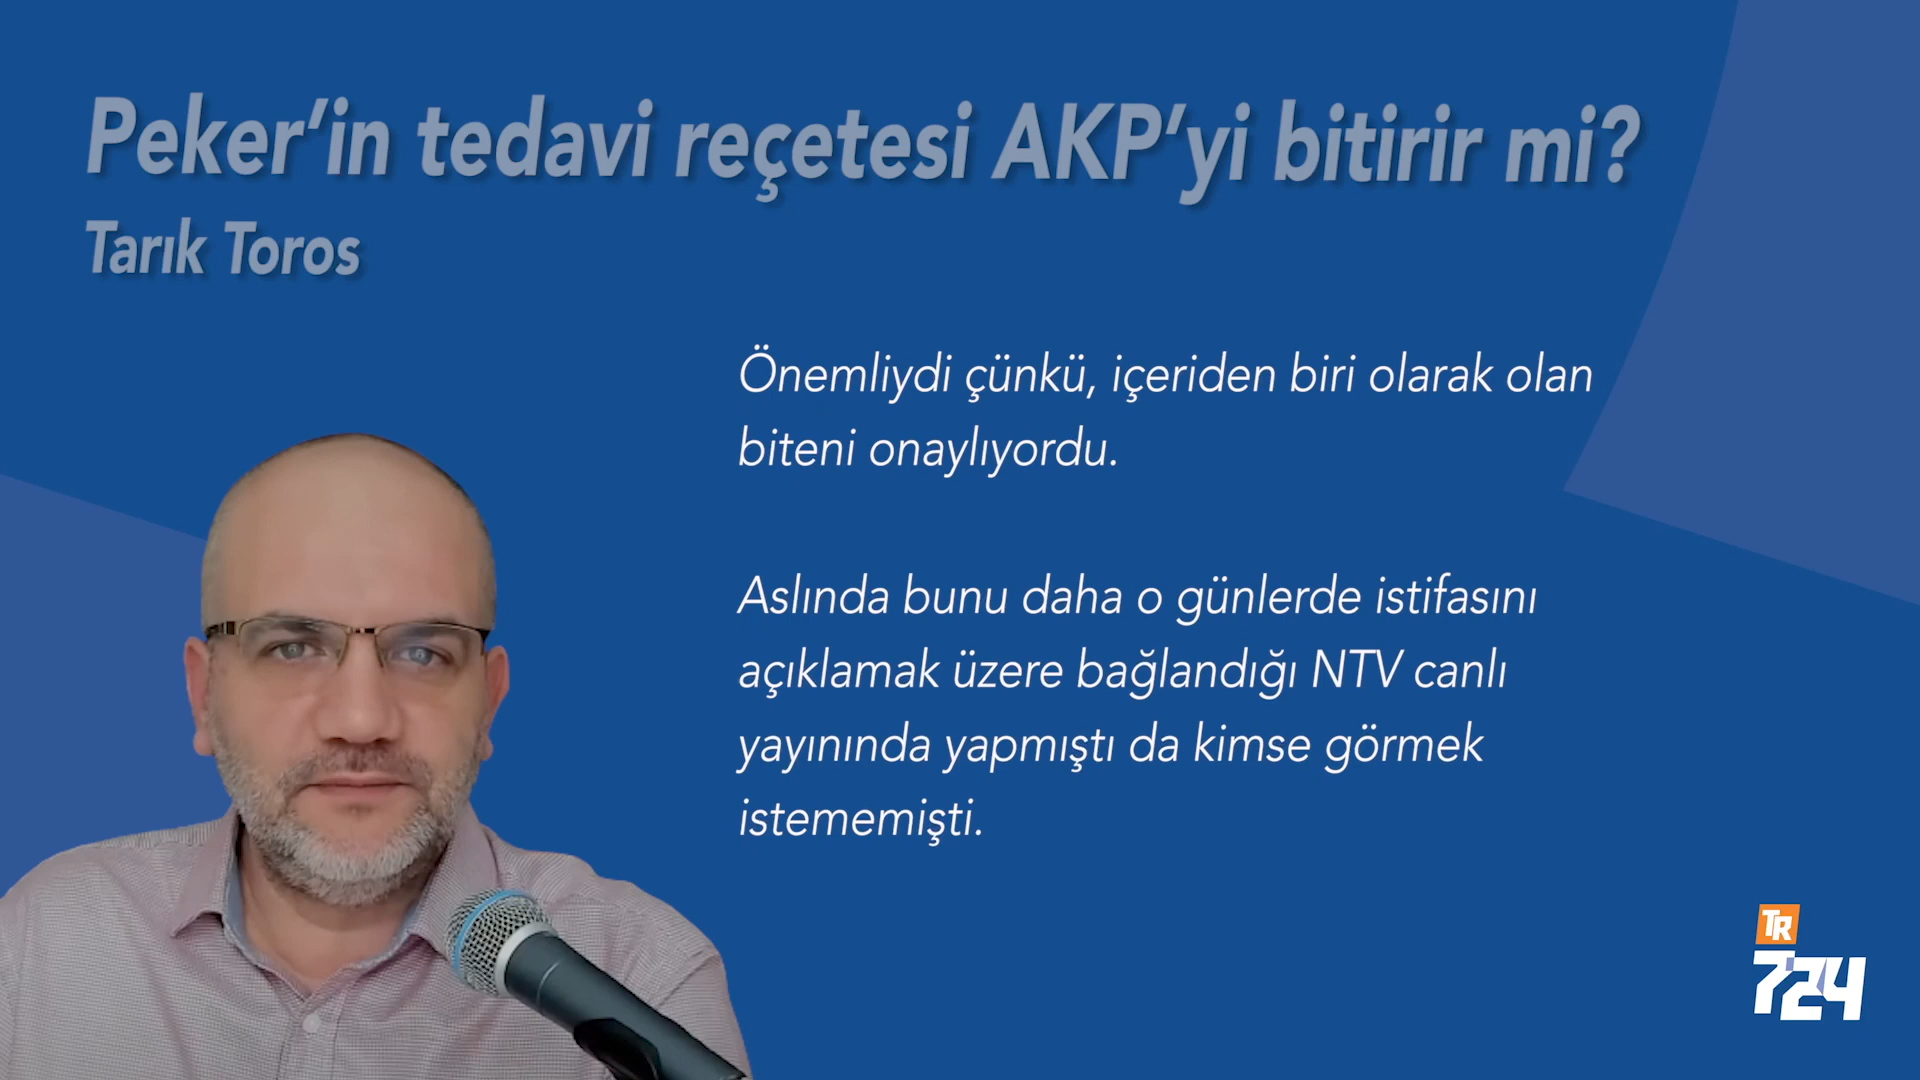 Peker’in tedavi reçetesi AKP’yi bitirir mi?
Tarık Toros
Önemliydi çünkü, içeriden biri olarak olan
biteni onaylıyordu.
Aslında bunu daha o günlerde istifasını
açıklamak üzere bağlandığı NTV canlı
yayınında yapmıştı da kimse görmek
istememişti.
TR
724